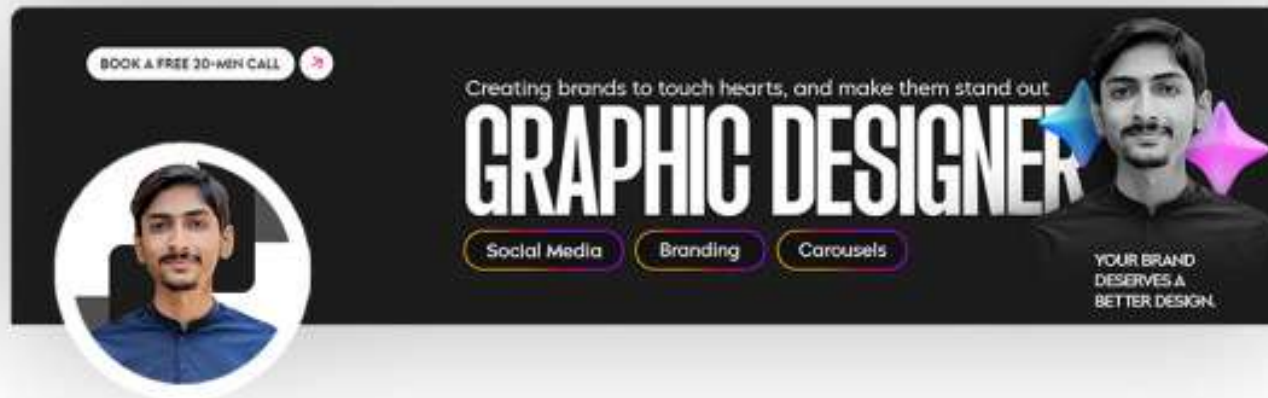 BOOK A FREE 20-MIN CALL
Creating brands to touch hearts, and make them stand out
GRAPHIC DESIGNER
Social Media
Branding
Carousels
YOUR BRAND
DESERVES A
BETTER DESIGN.